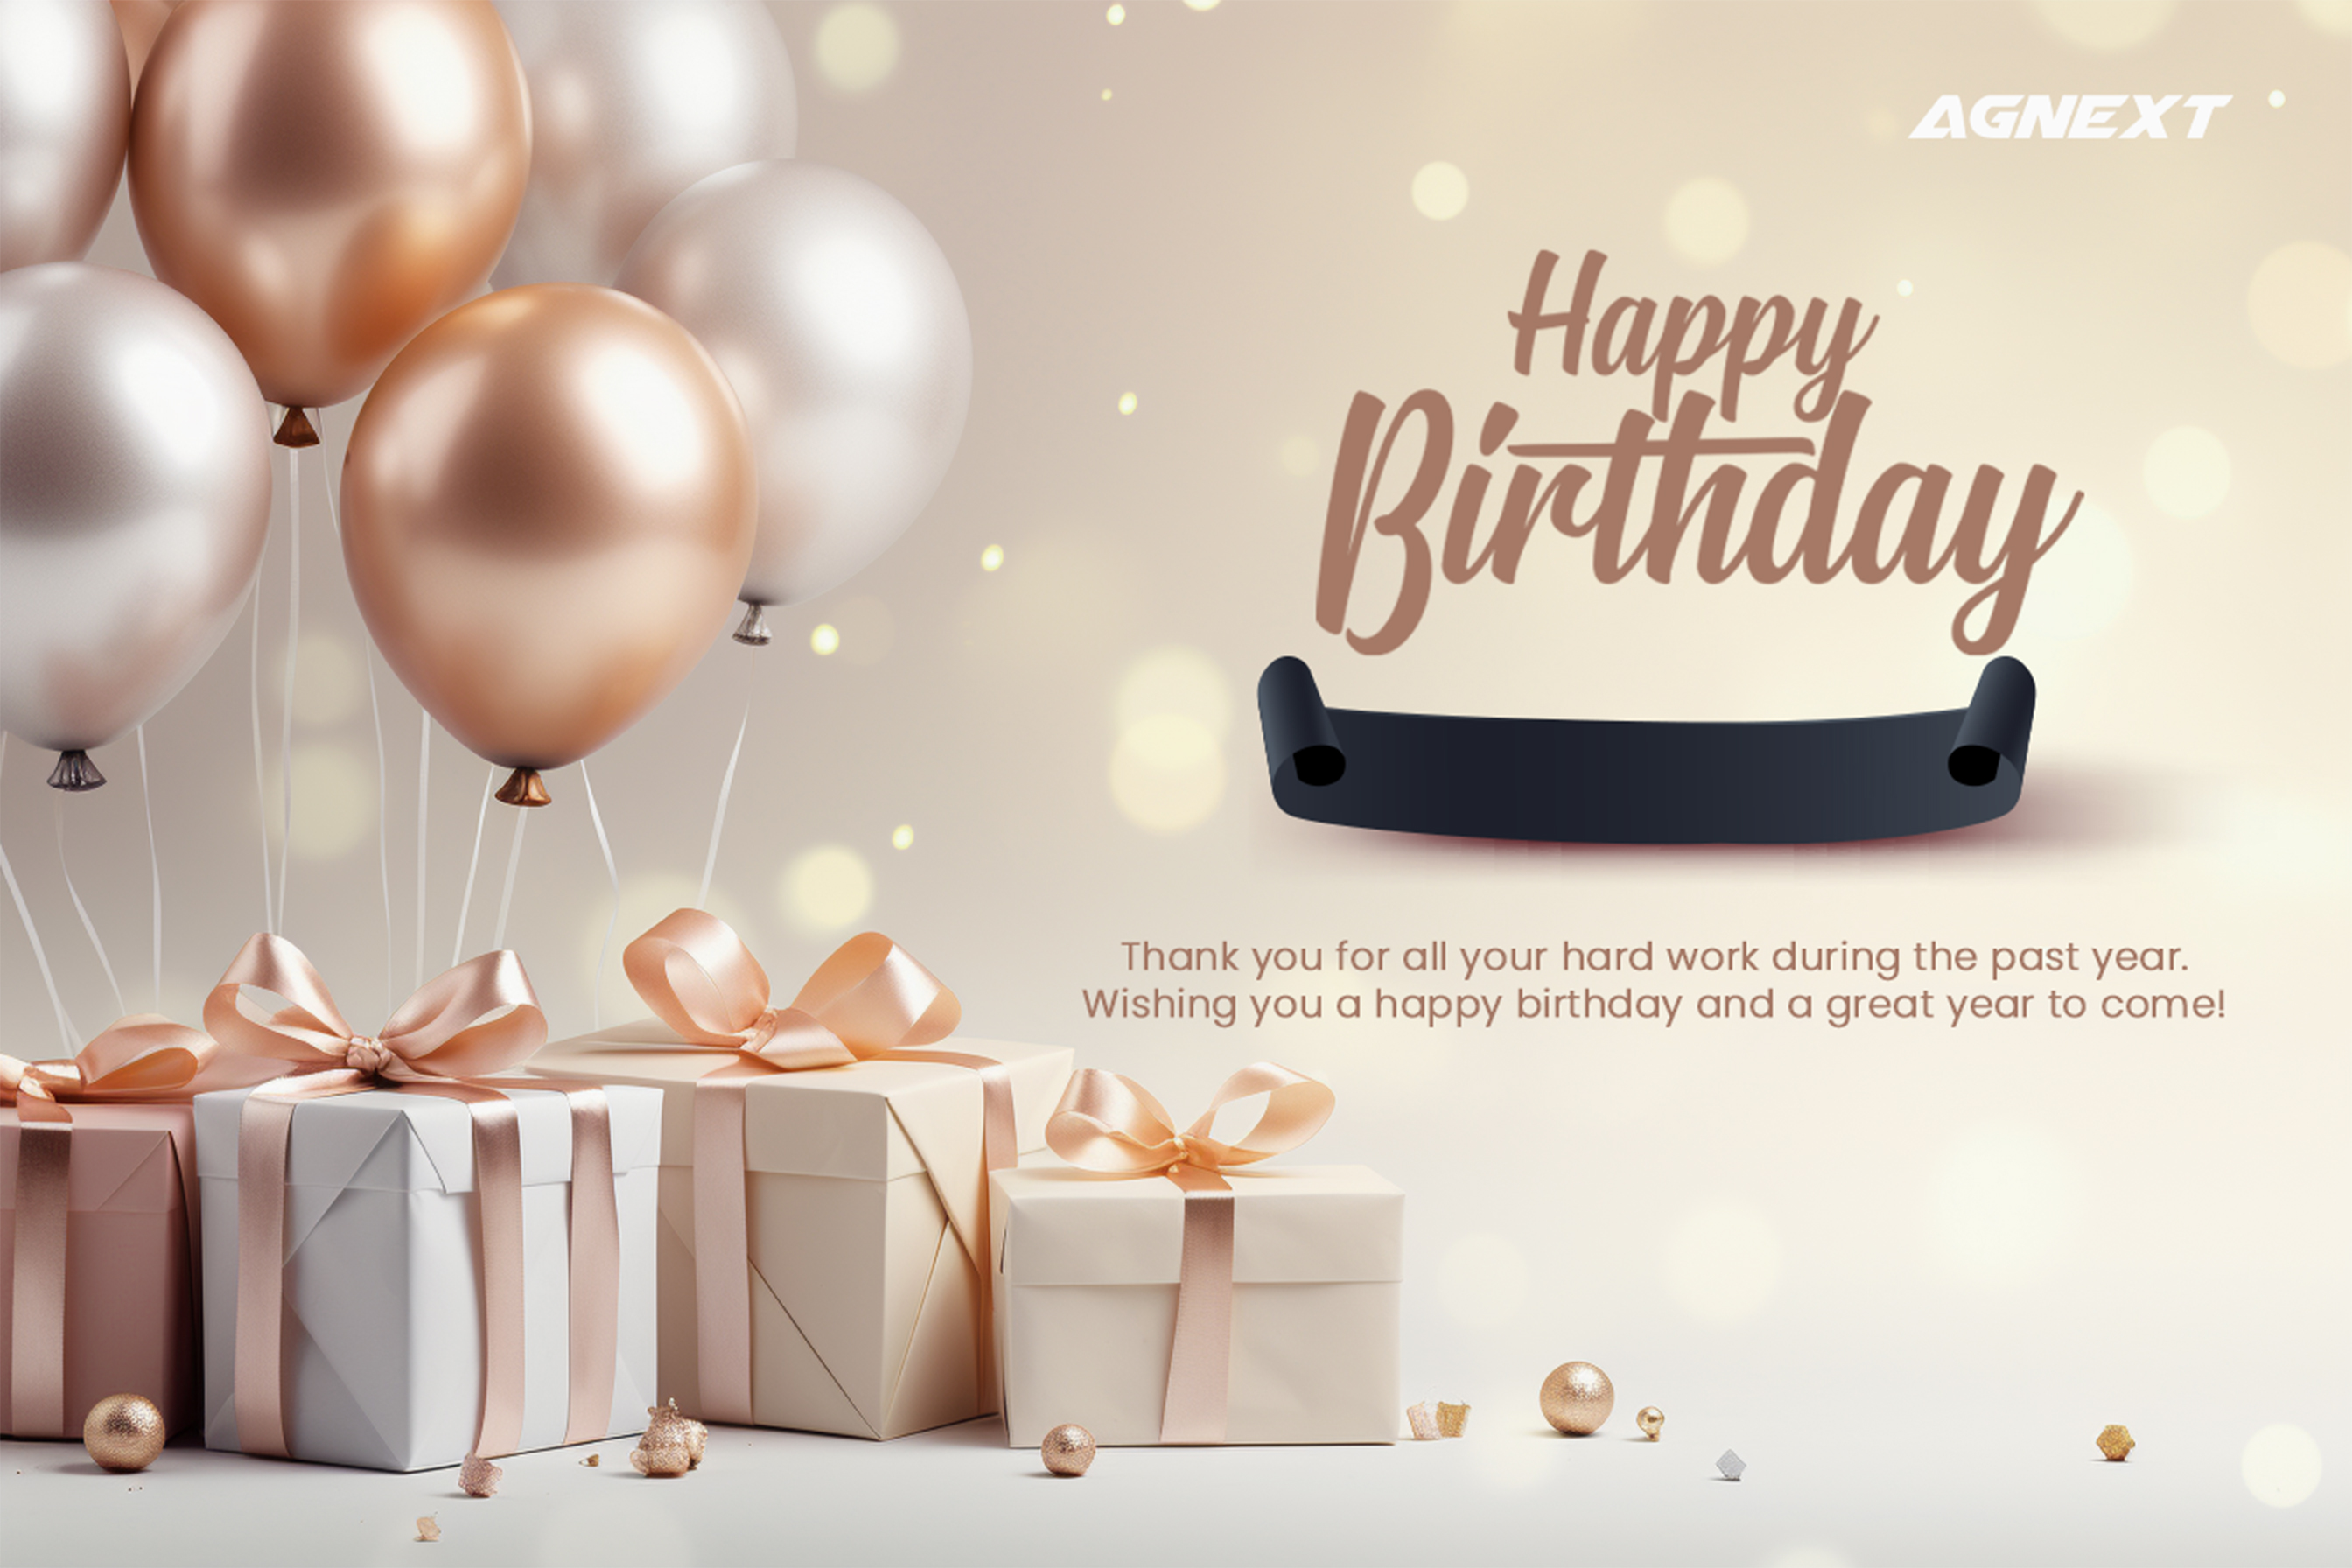 AGNEXT
Happy
Birthday
Thank you for all your hard work during the past year.
Wishing you a happy birthday and a great year to come!